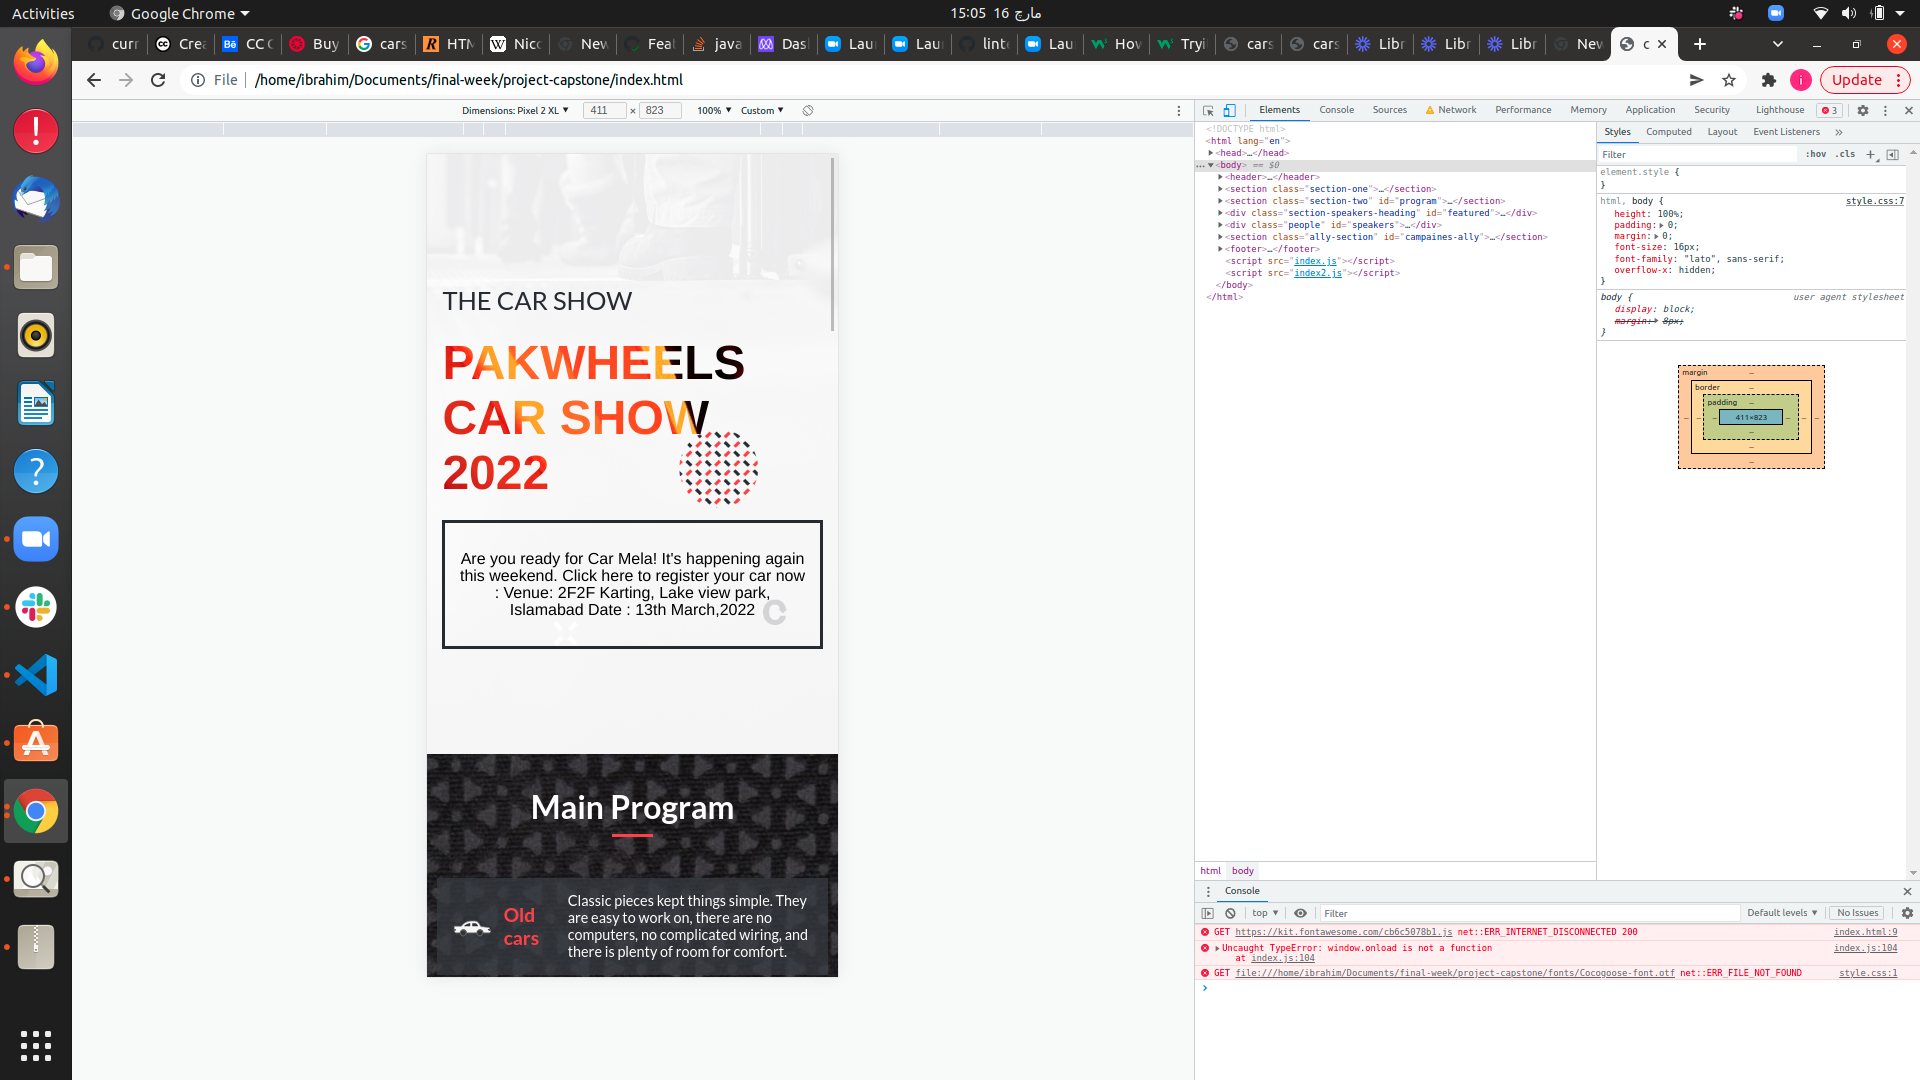 Activities
Google Chrome
15:05 16 مارچ
curr
Crea
CC C
Buy
cars
HTM
Nicc
New
Feat
java
Das
Laur
Laur
linte
Laur
How
Tryi
cars
cars
Libr
Libr
Libr
New
c
File
/home/ibrahim/Documents/final-week/project-capstone/index.html
i
Update
Dimensions: Pixel 2 XL
411 × 823
100%
Custom
Elements
Console
Sources
Network
Performance
Memory
Application
Security
Lighthouse
3
<!DOCTYPE html>
<html lang="en">
<head>…</head>
<body> == $0
<header>…</header>
<section class="section-one">…</section>
<section class="section-two" id="program">…</section>
<div class="section-speakers-heading" id="featured">…</div>
<div class="people" id="speakers">…</div>
<section class="ally-section" id="campaines-ally">…</section>
<footer>…</footer>
<script src="index.js"></script>
<script src="index2.js"></script>
</body>
</html>
html body
Styles
Computed
Layout
Event Listeners
Filter
:hov .cls
element.style {
}
html, body { style.css:7
height: 100%;
padding: 0;
margin: 0;
font-size: 16px;
font-family: "lato", sans-serif;
overflow-x: hidden;
}
body { user agent stylesheet
display: block;
margin: 8px;
}
margin
border
padding
411×823
THE CAR SHOW
PAKWHEELS
CAR SHOW
2022
Are you ready for Car Mela! It's happening again
this weekend. Click here to register your car now
: Venue: 2F2F Karting, Lake view park,
Islamabad Date : 13th March,2022
Main Program
Old
cars
Classic pieces kept things simple. They
are easy to work on, there are no
computers, no complicated wiring, and
there is plenty of room for comfort.
Console
top
Filter
Default levels
No Issues
GET https://kit.fontawesome.com/cb6c5078b1.js net::ERR_INTERNET_DISCONNECTED 200 index.html:9
Uncaught TypeError: window.onload is not a function index.js:104
at index.js:104
GET file:///home/ibrahim/Documents/final-week/project-capstone/fonts/Cocogoose-font.otf net::ERR_FILE_NOT_FOUND style.css:1